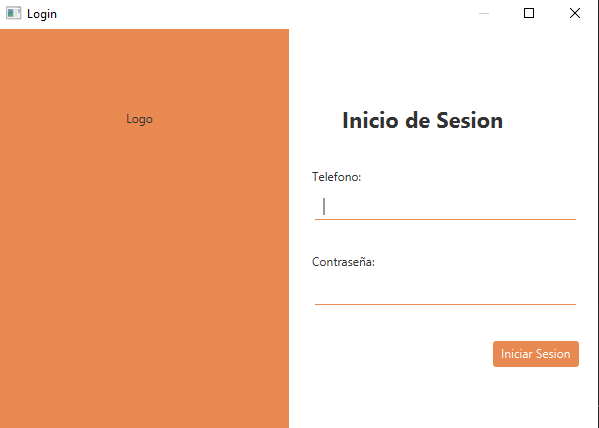 Login
Logo
Inicio de Sesion
Telefono:
Contraseña:
Iniciar Sesion